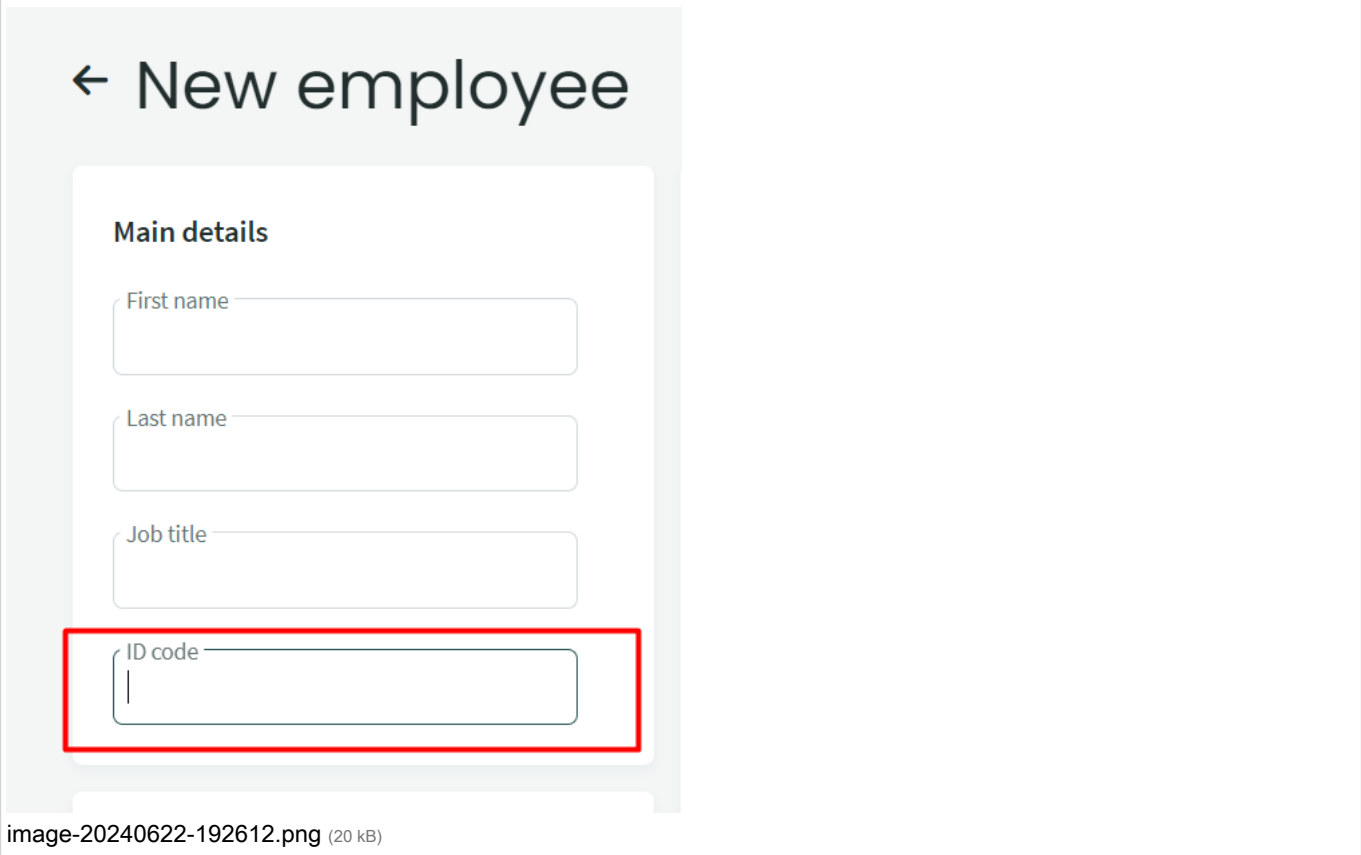 ← New employee
Main details
First name
Last name
Job title
ID code
image-20240622-192612.png (20 kB)